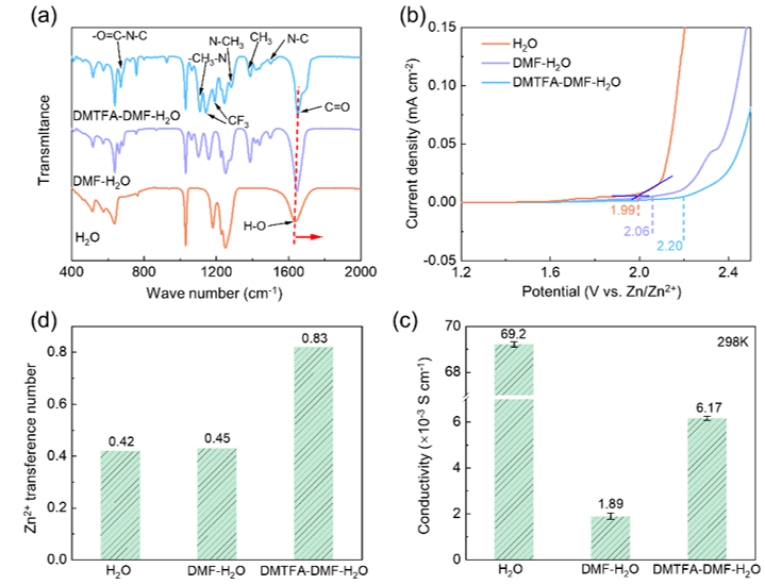 (a)
-O=C-N-C
-CH3-N
N-CH3
CH3
N-C
C=O
CF3
DMTFA-DMF-H2O
DMF-H2O
H-O
H2O
Transmitance)
400 800 1200 1600 2000
Wave number (cm-1)
(b)
H2O
DMF-H2O
DMTFA-DMF-H2O
0.15
0.10
0.05
0.00
-0.05
Current density (mA cm-2)
1.99
2.06
2.20
1.2 1.6 2.0 2.4
Potential (V vs. Zn/Zn2+)
(d)
0.8
0.6
0.4
0.2
0.0
Zn2+ transference number
0.42
0.45
0.83
H2O DMF-H2O DMTFA-DMF-H2O
(c)
70
68
6
4
2
0
Conductivity (×10-3 S cm-1)
69.2
298K
1.89
6.17
H2O DMF-H2O DMTFA-DMF-H2O